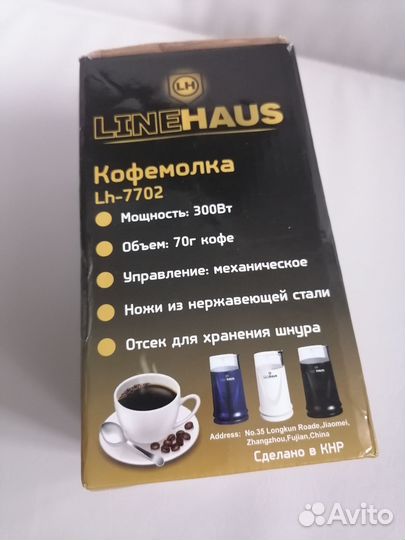 LH
LINEHAUS
Кофемолка
Lh-7702
Мощность: 300Вт
Объем: 70г кофе
Управление: механическое
Ножи из нержавеющей стали
Отсек для хранения шнура
Address: No.35 Longkun Roade,Jiaomei,
Zhangzhou,Fujian,China
Сделано в КНР
Avito